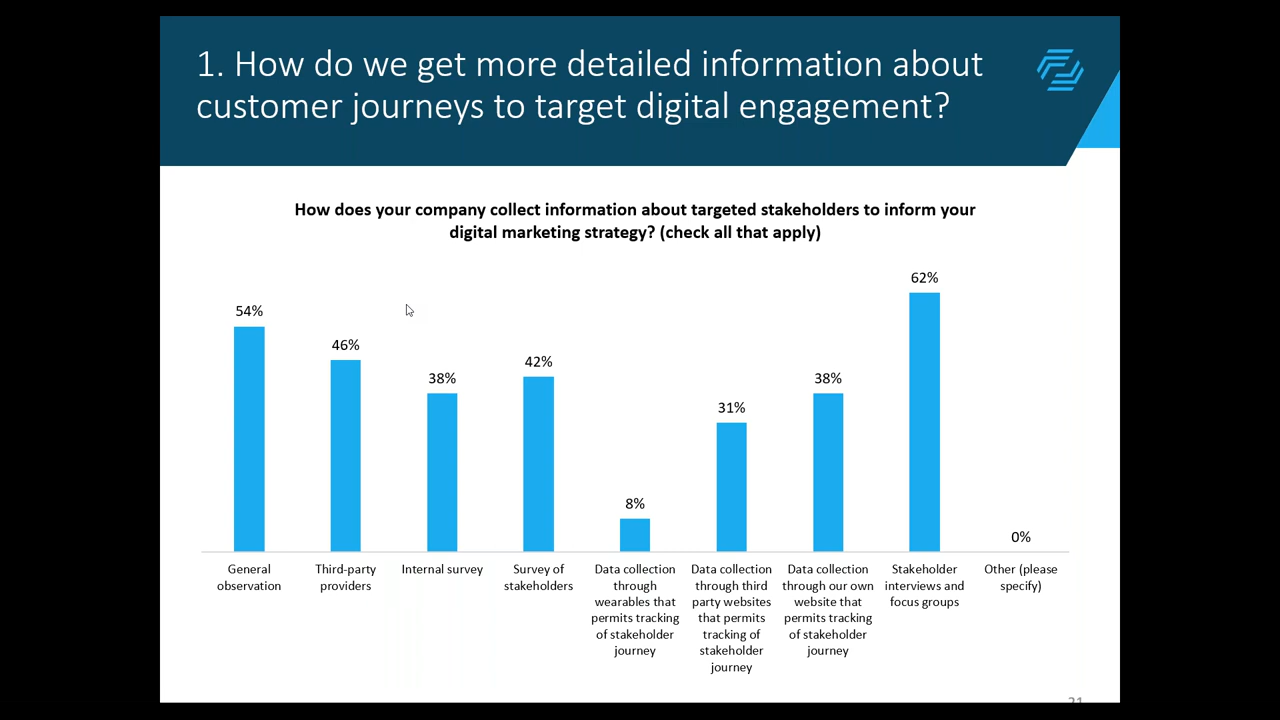 1. How do we get more detailed information about
customer journeys to target digital engagement?
How does your company collect information about targeted stakeholders to inform your
digital marketing strategy? (check all that apply)
54%
46%
38%
42%
8%
31%
38%
62%
0%
General
observation
Third-party
providers
Internal survey
Survey of
stakeholders
Data collection
through
wearables that
permits tracking
of stakeholder
journey
Data collection
through third
party websites
that permits
tracking of
stakeholder
journey
Data collection
through our own
website that
permits tracking
of stakeholder
journey
Stakeholder
interviews and
focus groups
Other (please
specify)